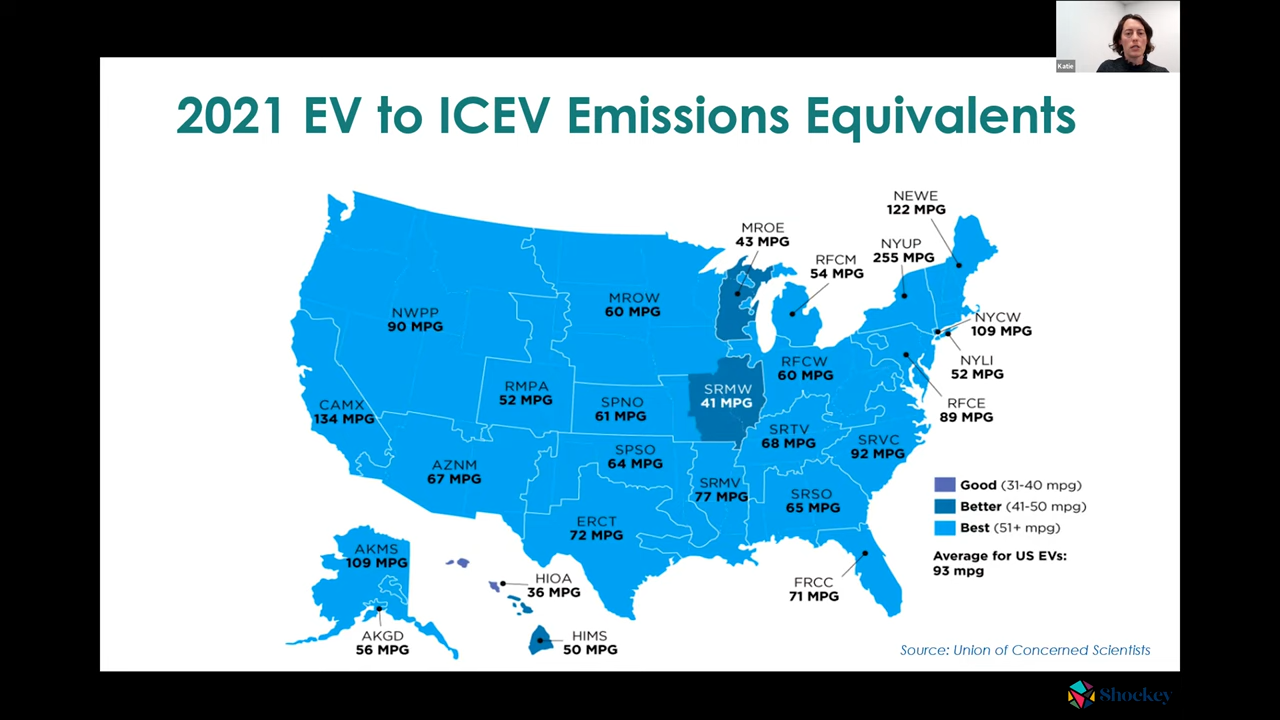 Katie
2021 EV to ICEV Emissions Equivalents
NEWE
122 MPG
MROE
43 MPG
NYUP
255 MPG
RFCM
54 MPG
MROW
60 MPG
NWPP
90 MPG
NYCW
109 MPG
NYLI
52 MPG
RFCW
60 MPG
RMPA
52 MPG
SRMW
41 MPG
SPNO
61 MPG
CAMX
134 MPG
RFCE
89 MPG
SRTV
68 MPG
SRVC
92 MPG
SPSO
64 MPG
AZNM
67 MPG
SRMV
77 MPG
SRSO
65 MPG
ERCT
72 MPG
Good (31-40 mpg)
Better (41-50 mpg)
Best (51+ mpg)
Average for US EVs:
93 mpg
AKMS
109 MPG
HIOA
36 MPG
FRCC
71 MPG
AKGD
56 MPG
HIMS
50 MPG
Source: Union of Concerned Scientists
Shockey